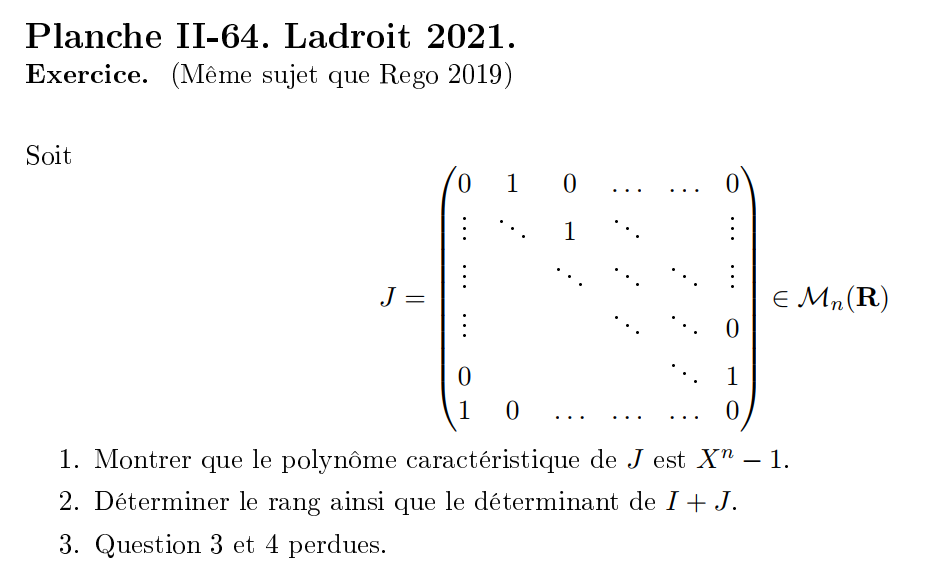 Planche II-64. Ladroit 2021.
Exercice. (Même sujet que Rego 2019)
Soit
J = \begin{pmatrix} 0 & 1 & 0 & \dots & \dots & 0 \\ \vdots & \ddots & 1 & \ddots & & \vdots \\ \vdots & & \ddots & \ddots & \ddots & \vdots \\ \vdots & & & \ddots & \ddots & 0 \\ 0 & & & & \ddots & 1 \\ 1 & 0 & \dots & \dots & \dots & 0 \end{pmatrix} ∈ \mathcal{M}_n(\mathbf{R})
1. Montrer que le polynôme caractéristique de J est X^n − 1.
2. Déterminer le rang ainsi que le déterminant de I + J.
3. Question 3 et 4 perdues.